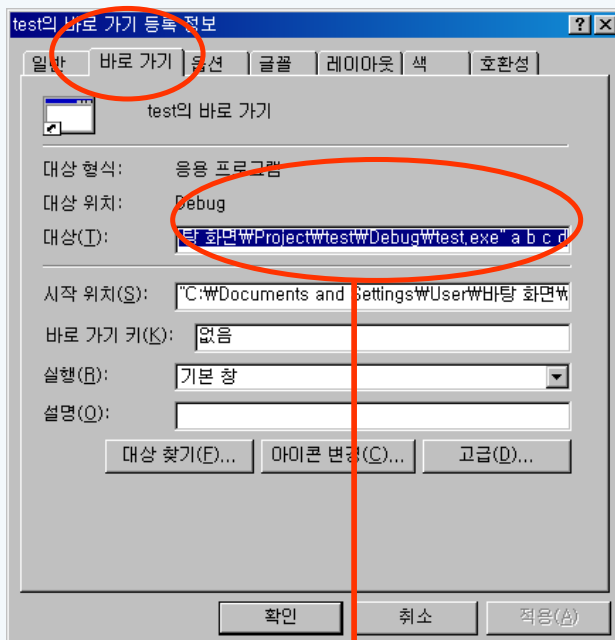 test의 바로 가기 등록 정보
일반 바로 가기 옵션 글꼴 레이아웃 색 호환성
test의 바로 가기
대상 형식: 응용 프로그램
대상 위치: Debug
대상(T): 탕 화면₩Project₩test₩Debug₩test.exe" a b c d
시작 위치(S): "C:₩Documents and Settings₩User₩바탕 화면₩
바로 가기 키(K): 없음
실행(R): 기본 창
설명(O):
대상 찾기(F)... 아이콘 변경(C)... 고급(D)...
확인 취소 적용(A)